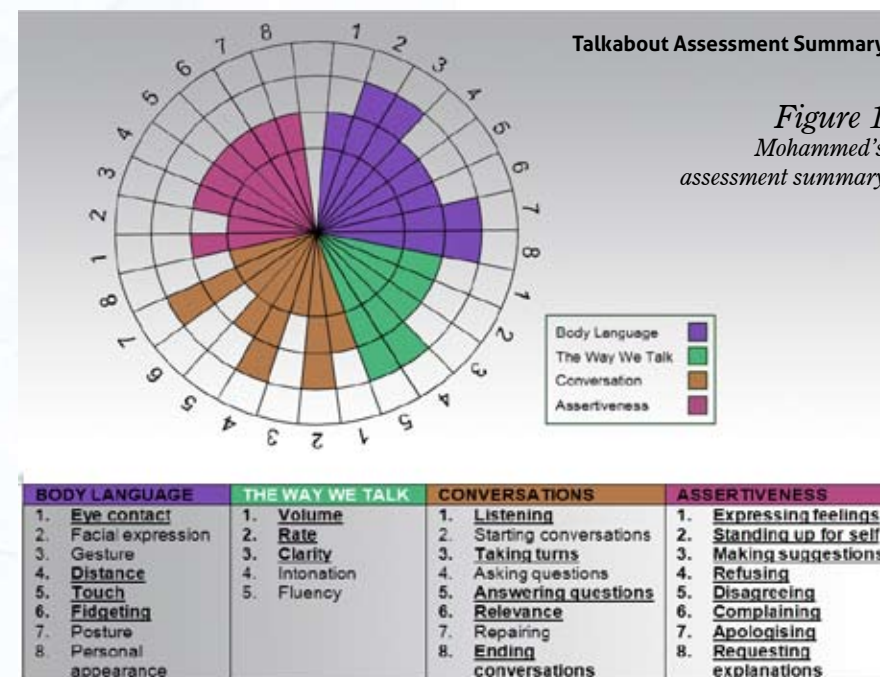 Talkabout Assessment Summary
Figure 1
Mohammed's
assessment summary
1 2 3 4 5 6 7 8
1 2 3 4 5
1 2 3 4 5 6 7 8
1 2 3 4 5 6 7 8
Body Language
The Way We Talk
Conversation
Assertiveness
BODY LANGUAGE
1. Eye contact
2. Facial expression
3. Gesture
4. Distance
5. Touch
6. Fidgeting
7. Posture
8. Personal
appearance
THE WAY WE TALK
1. Volume
2. Rate
3. Clarity
4. Intonation
5. Fluency
CONVERSATIONS
1. Listening
2. Starting conversations
3. Taking turns
4. Asking questions
5. Answering questions
6. Relevance
7. Repairing
8. Ending
conversations
ASSERTIVENESS
1. Expressing feelings
2. Standing up for self
3. Making suggestions
4. Refusing
5. Disagreeing
6. Complaining
7. Apologising
8. Requesting
explanations